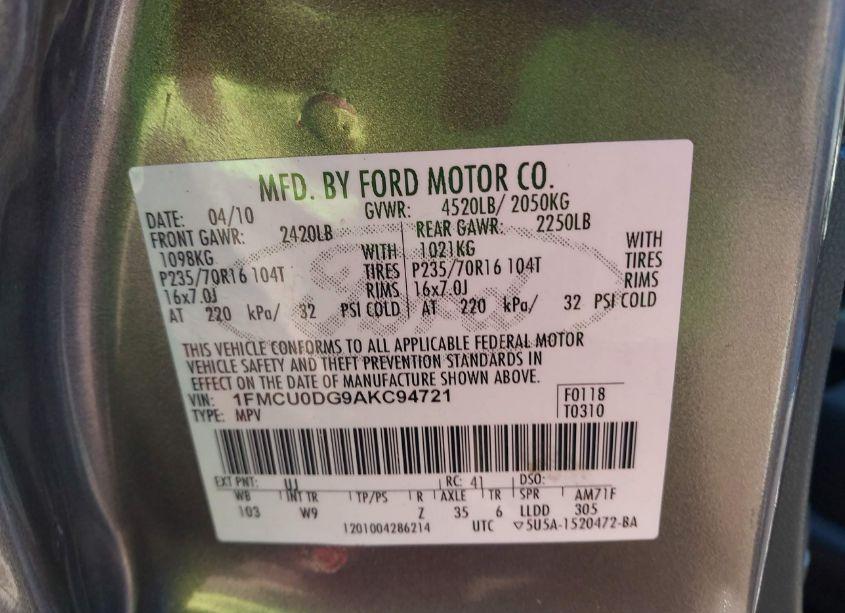 MFD. BY FORD MOTOR CO.
DATE: 04/10 GVWR: 4520LB/ 2050KG
FRONT GAWR: 2420LB REAR GAWR: 2250LB
1098KG WITH 1021KG WITH
P235/70R16 104T TIRES P235/70R16 104T TIRES
16x7.0J RIMS 16x7.0J RIMS
AT 220 kPa/ 32 PSI COLD AT 220 kPa/ 32 PSI COLD
Ford
THIS VEHICLE CONFORMS TO ALL APPLICABLE FEDERAL MOTOR
VEHICLE SAFETY AND THEFT PREVENTION STANDARDS IN
EFFECT ON THE DATE OF MANUFACTURE SHOWN ABOVE.
VIN: 1FMCU0DG9AKC94721 F0118
TYPE: MPV T0310
EXT PNT: UJ RC: 41 DSO:
WB INT TR TP/PS R AXLE TR SPR AM71F
103 W9 Z 35 6 LLDD 305
1201004286214 UTC ▽5U5A-1520472-BA